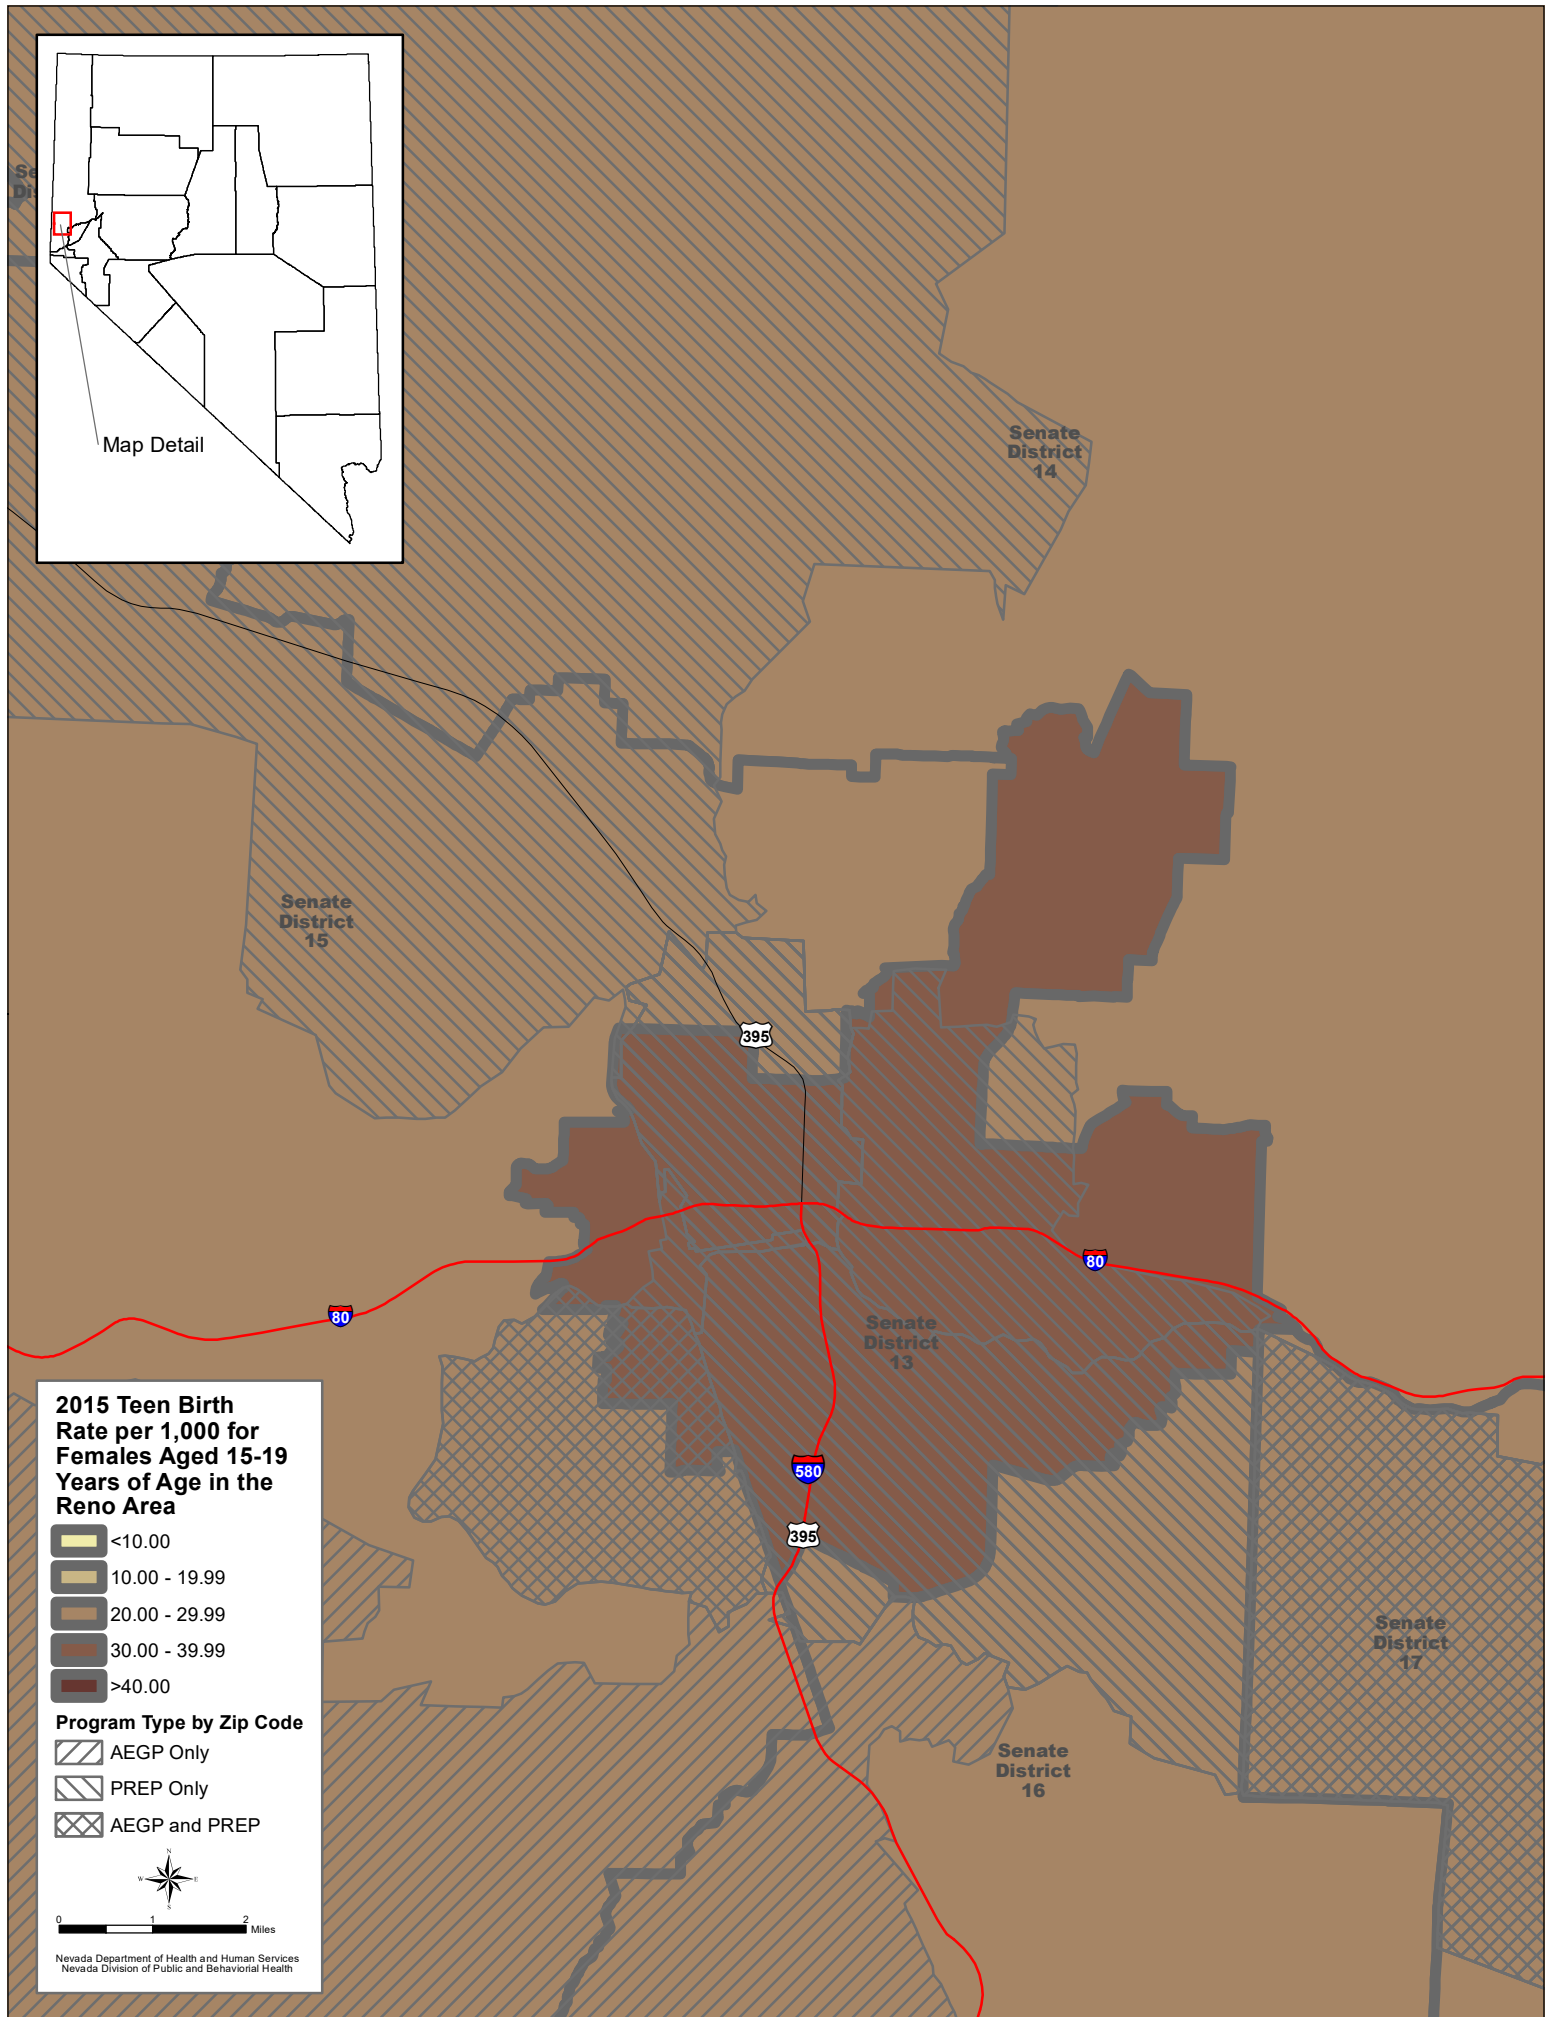 Se
Di
Map Detail
Senate
District
14
Senate
District
15
395
80
80
Senate
District
13
580
395
Senate
District
17
Senate
District
16
2015 Teen Birth
Rate per 1,000 for
Females Aged 15-19
Years of Age in the
Reno Area
<10.00
10.00 - 19.99
20.00 - 29.99
30.00 - 39.99
>40.00
Program Type by Zip Code
AEGP Only
PREP Only
AEGP and PREP
N
W
E
S
0 1 2
Miles
Nevada Department of Health and Human Services
Nevada Division of Public and Behaviorial Health